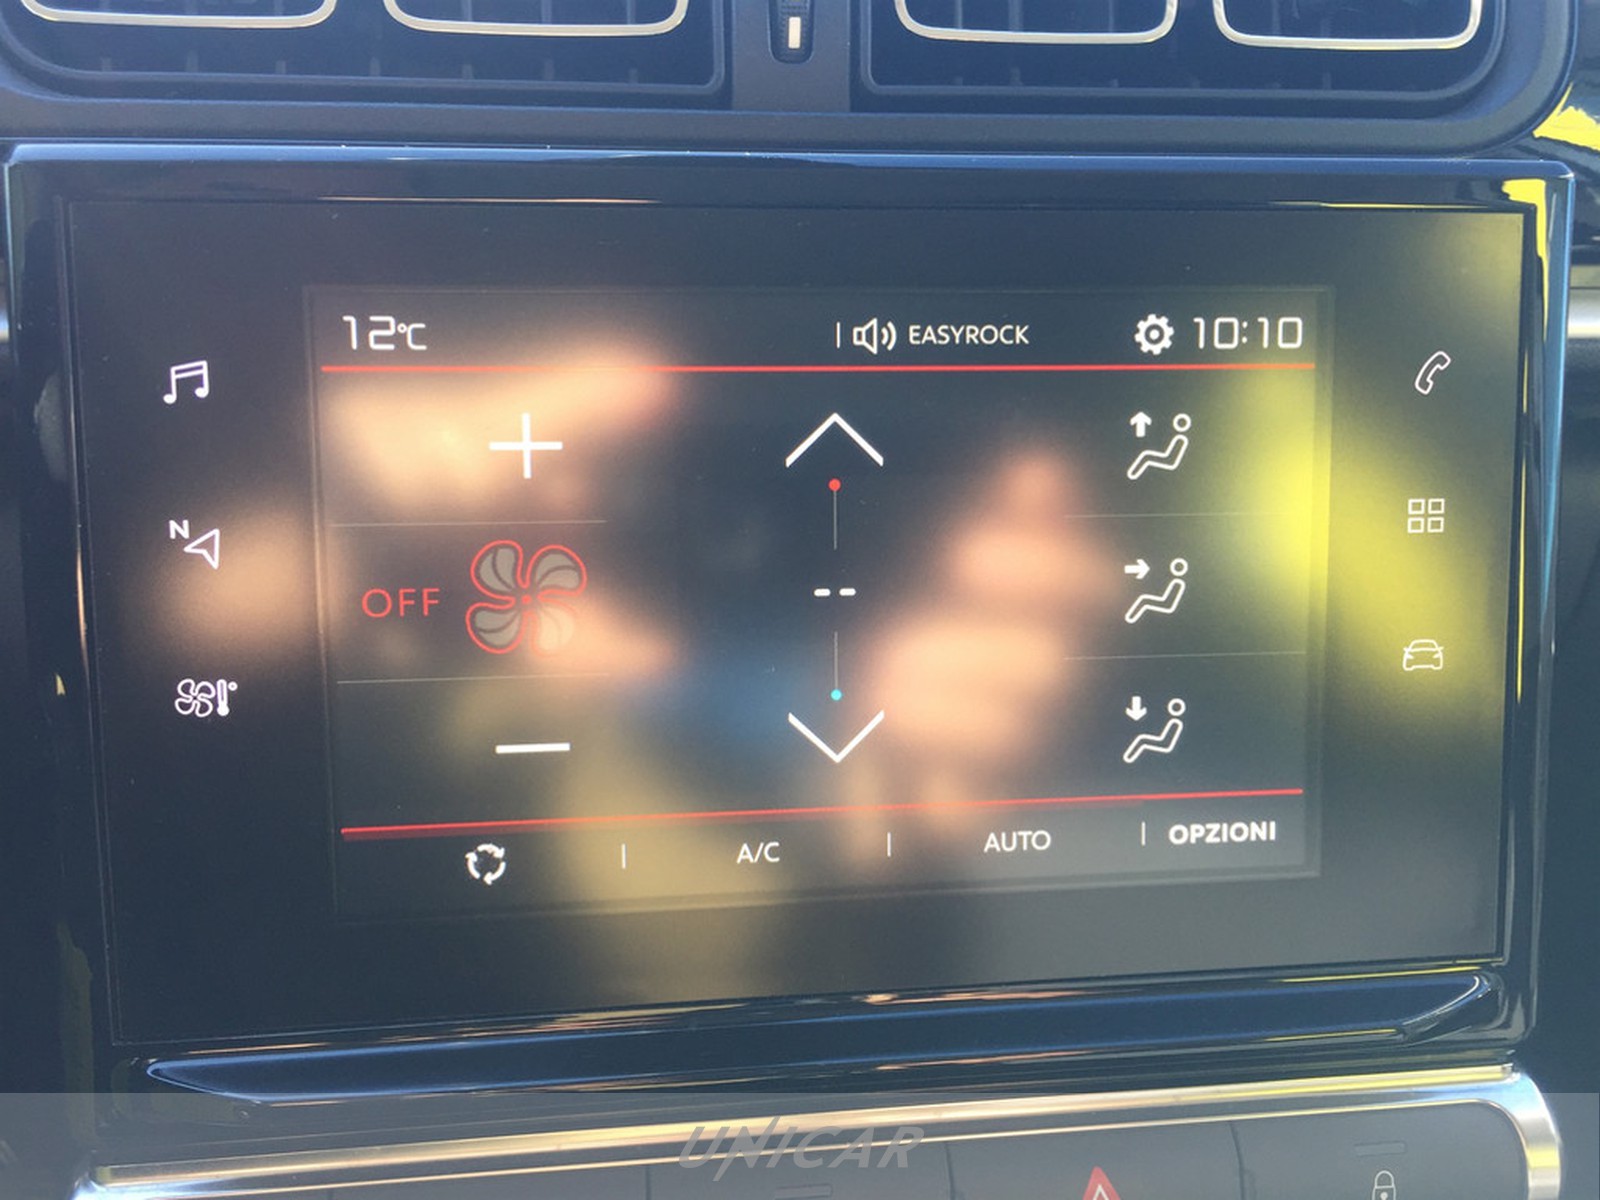 12°C
EASYROCK
10:10
N
OFF
--
A/C
AUTO
OPZIONI
UNICAR